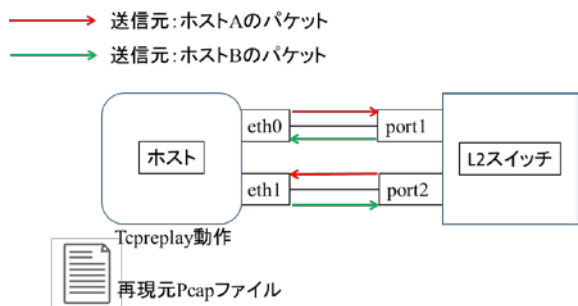 送信元:ホストAのパケット
送信元:ホストBのパケット
eth0
port1
ホスト
L2スイッチ
eth1
port2
Tcpreplay動作
再現元Pcapファイル